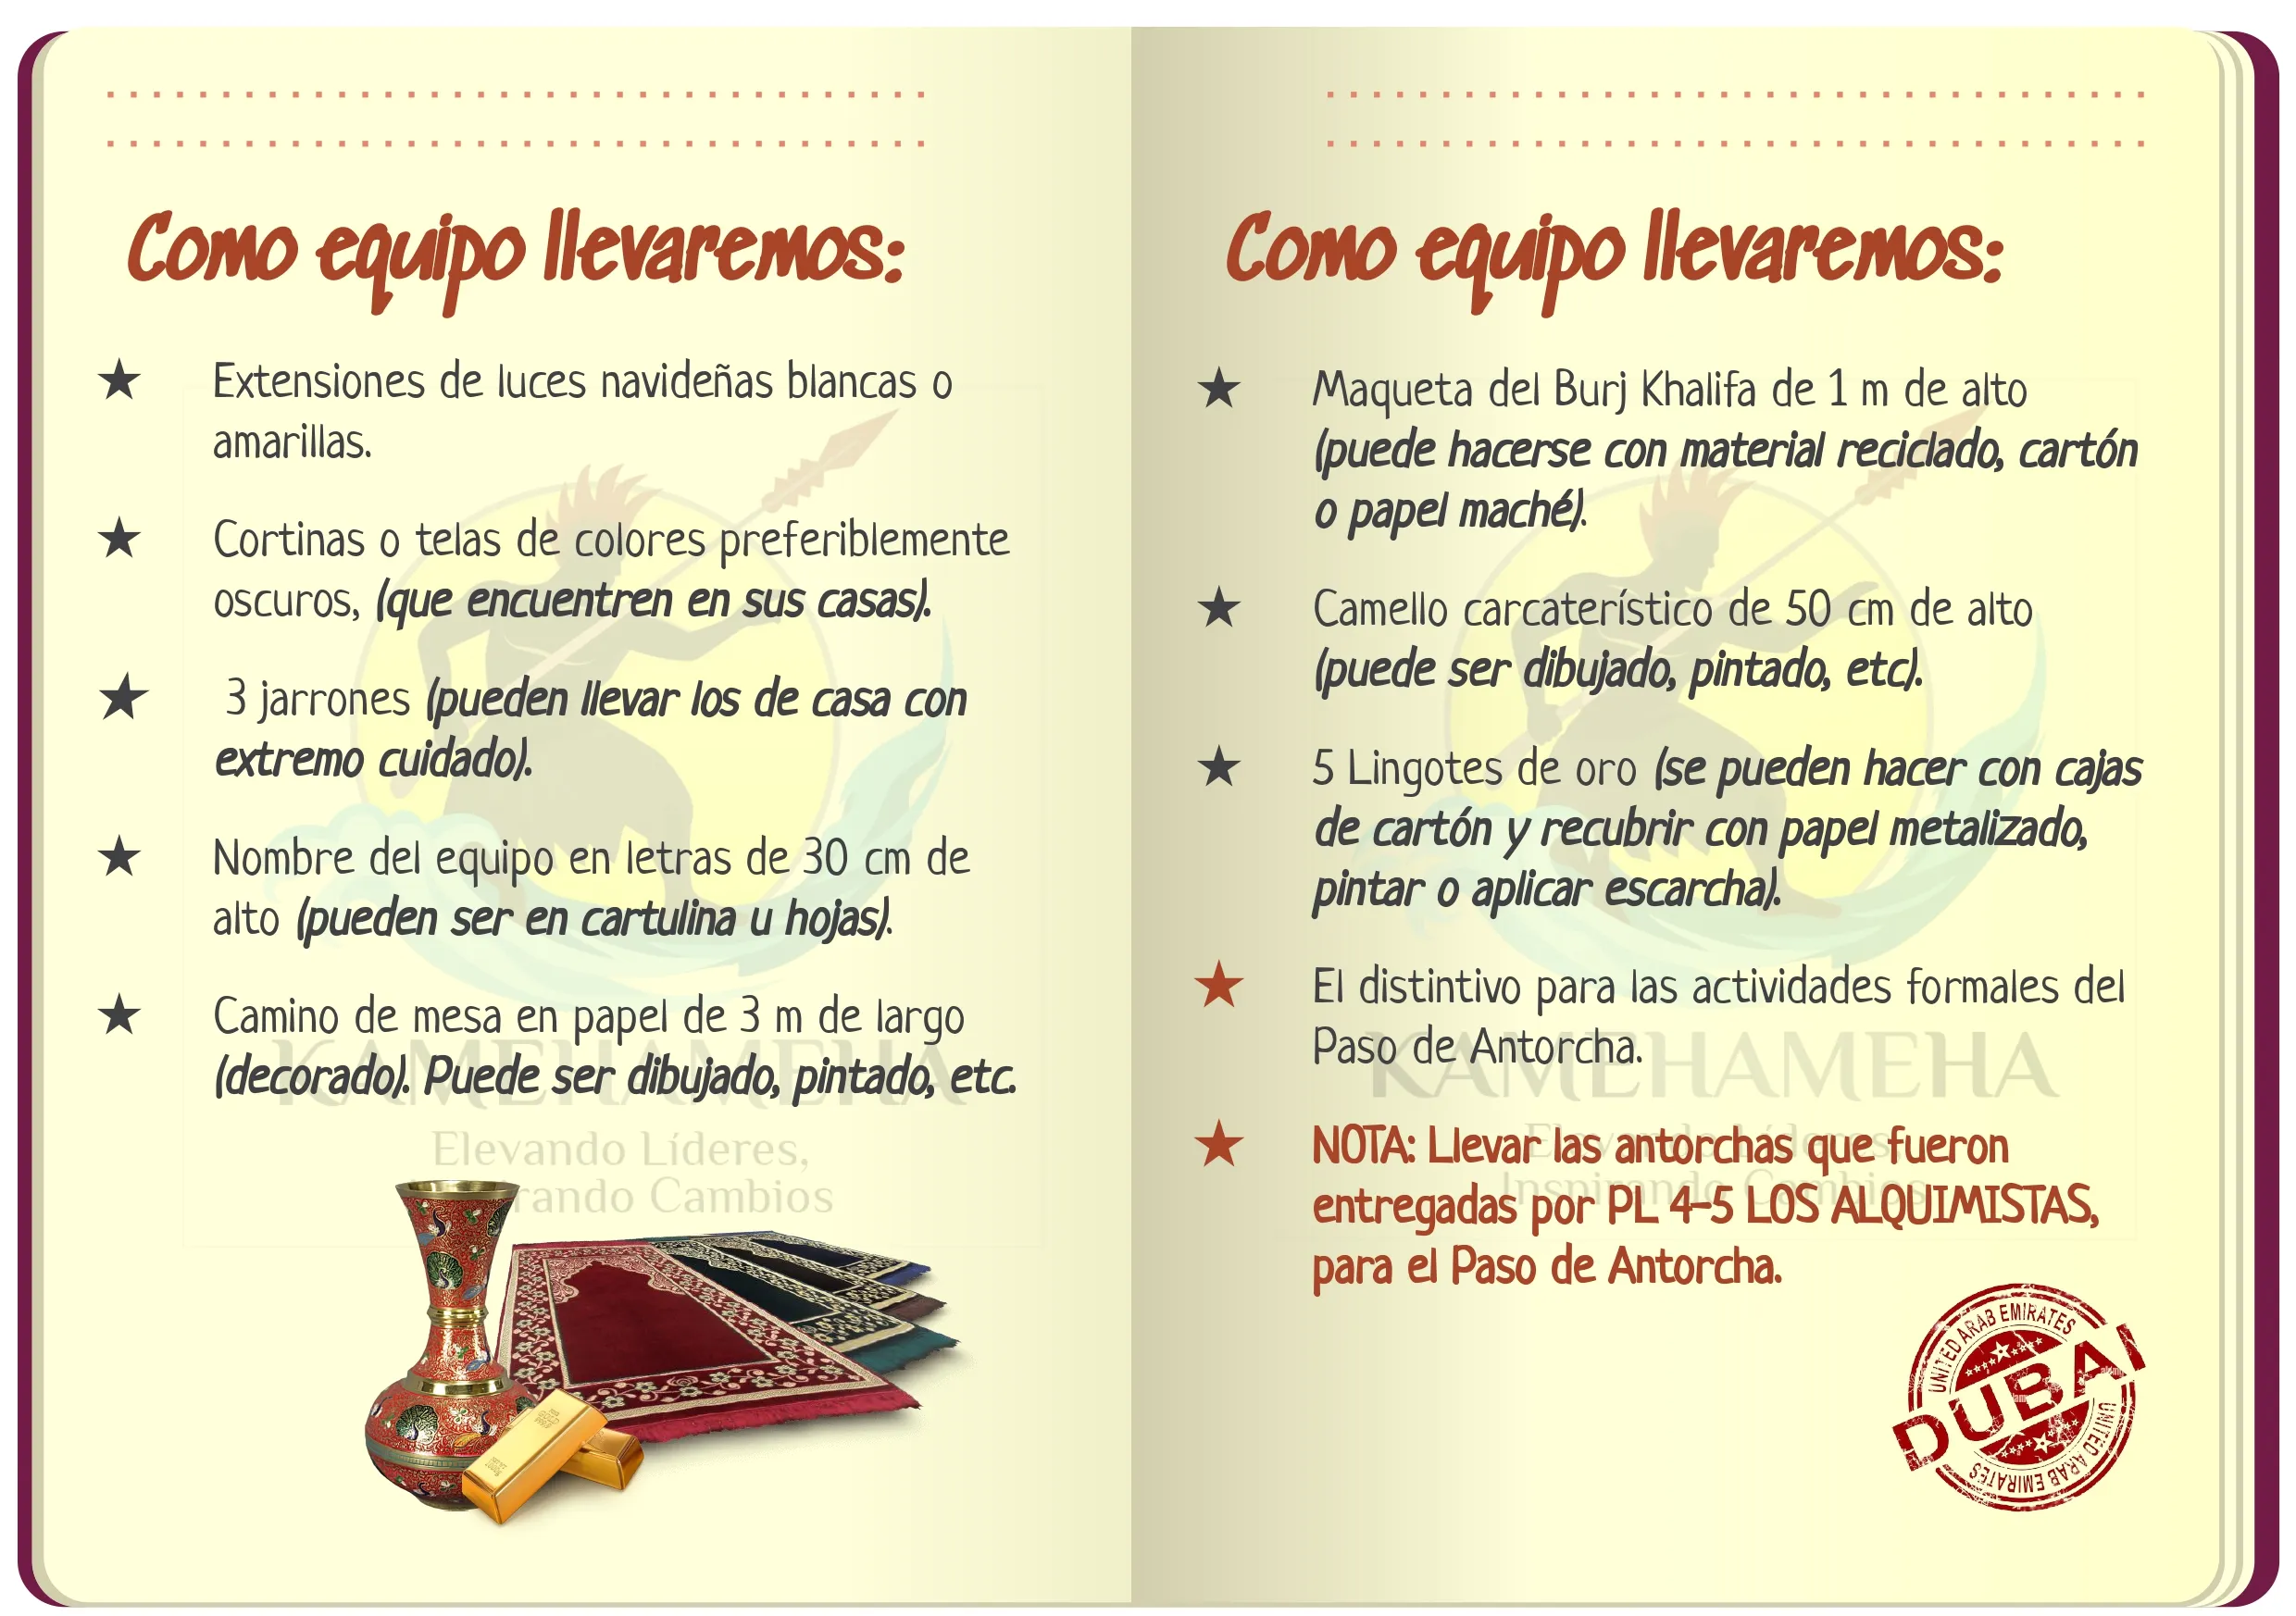 Como equipo llevaremos:
★ Extensiones de luces navideñas blancas o
amarillas.
★ Cortinas o telas de colores preferiblemente
oscuros, (que encuentren en sus casas).
★ 3 jarrones (pueden llevar los de casa con
extremo cuidado).
★ Nombre del equipo en letras de 30 cm de
alto (pueden ser en cartulina u hojas).
★ Camino de mesa en papel de 3 m de largo
(decorado). Puede ser dibujado, pintado, etc.
KAMEHAMEHA
Elevando Líderes,
rando Cambios
Como equipo llevaremos:
★ Maqueta del Burj Khalifa de 1 m de alto
(puede hacerse con material reciclado, cartón
o papel maché).
★ Camello carcaterístico de 50 cm de alto
(puede ser dibujado, pintado, etc).
★ 5 Lingotes de oro (se pueden hacer con cajas
de cartón y recubrir con papel metalizado,
pintar o aplicar escarcha).
★ El distintivo para las actividades formales del
Paso de Antorcha.
★ NOTA: Llevar las antorchas que fueron
entregadas por PL 4-5 LOS ALQUIMISTAS,
para el Paso de Antorcha.
KAMEHAMEHA
Elevando Líderes,
Inspirando Cambios
UNITED ARAB EMIRATES
DUBAI
UNITED ARAB EMIRATES